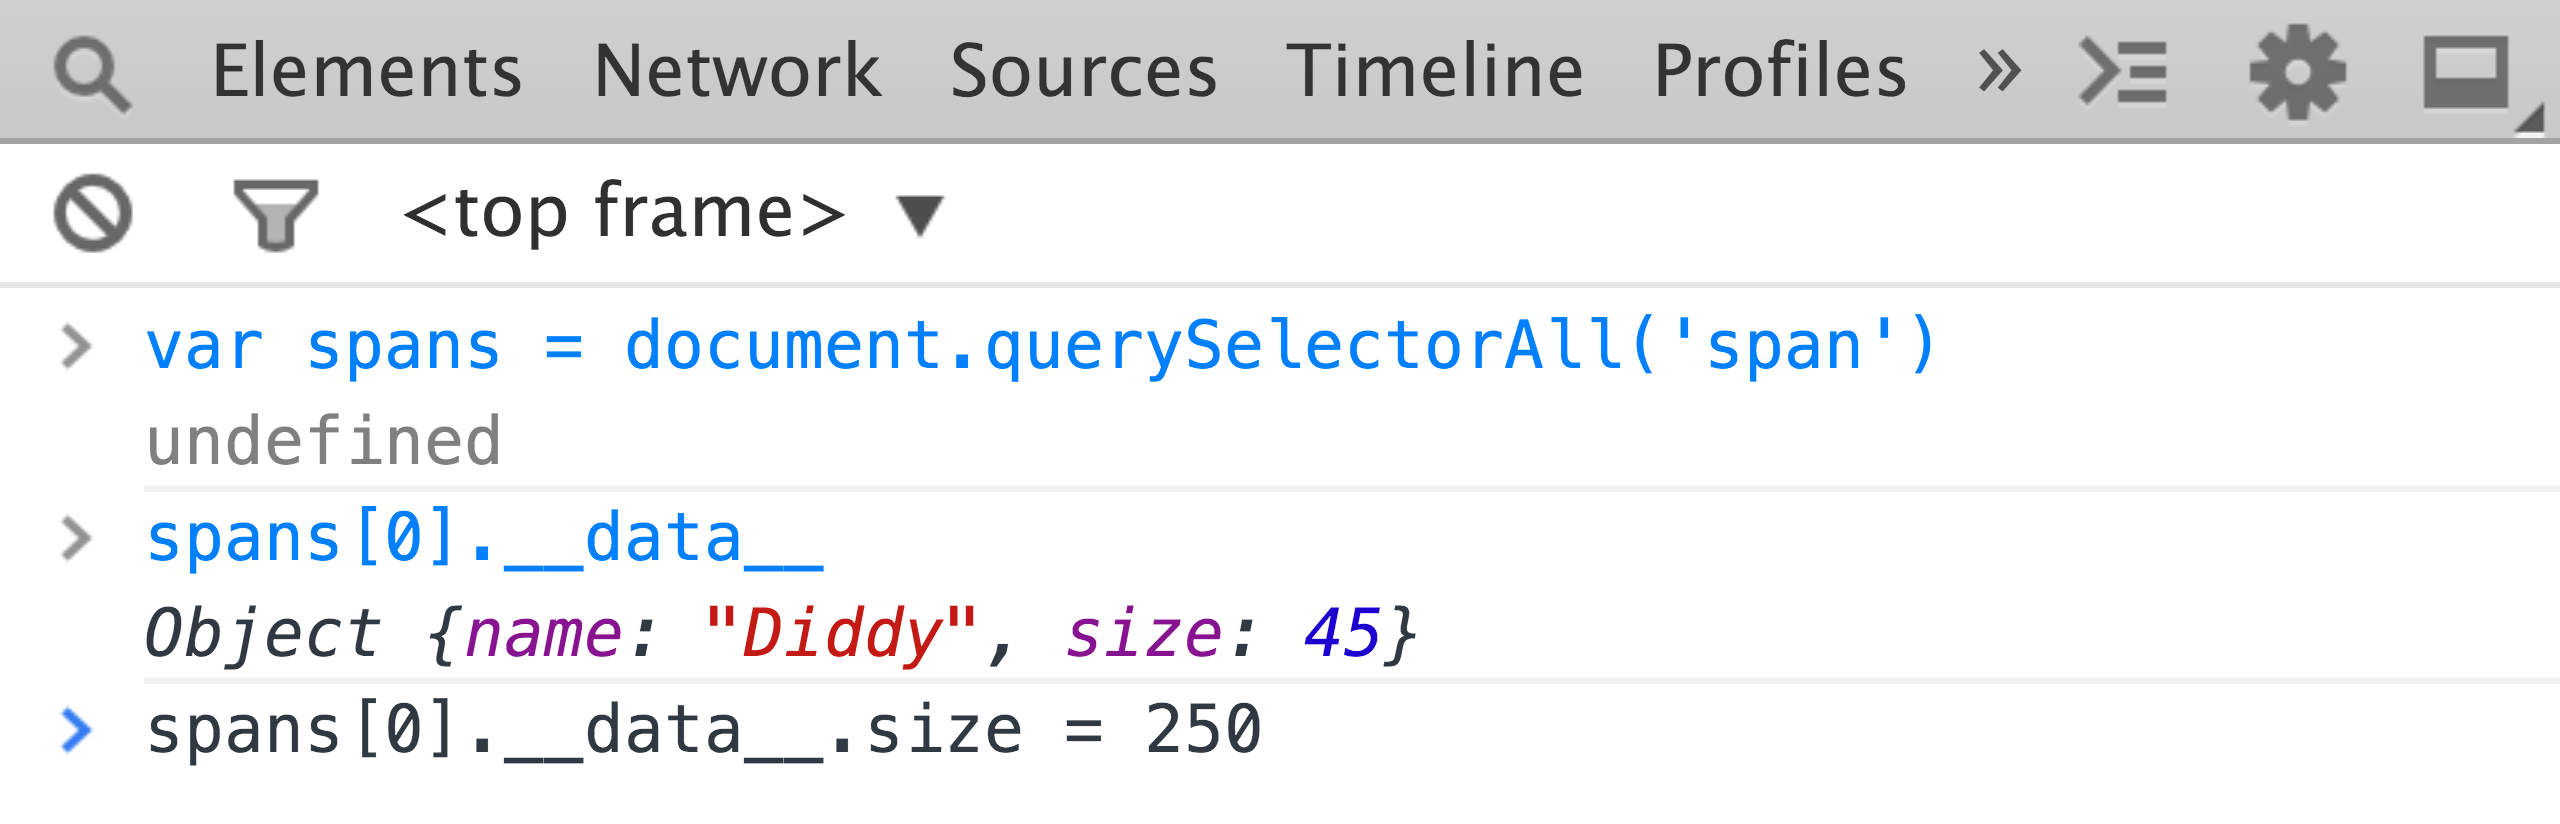 Elements Network Sources Timeline Profiles »
<top frame> ▼
> var spans = document.querySelectorAll('span')
undefined
> spans[0].__data__
Object {name: "Diddy", size: 45}
> spans[0].__data__.size = 250